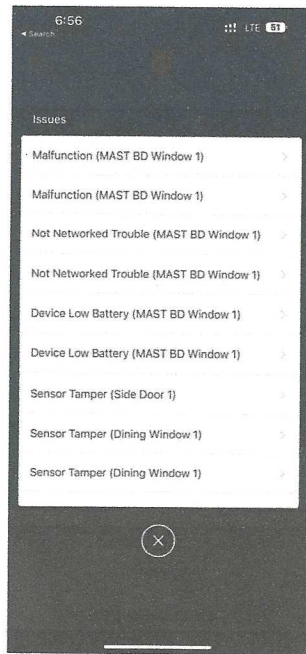 6:56
LTE 51
◂ Search
Issues
Malfunction (MAST BD Window 1)
Malfunction (MAST BD Window 1)
Not Networked Trouble (MAST BD Window 1)
Not Networked Trouble (MAST BD Window 1)
Device Low Battery (MAST BD Window 1)
Device Low Battery (MAST BD Window 1)
Sensor Tamper (Side Door 1)
Sensor Tamper (Dining Window 1)
Sensor Tamper (Dining Window 1)